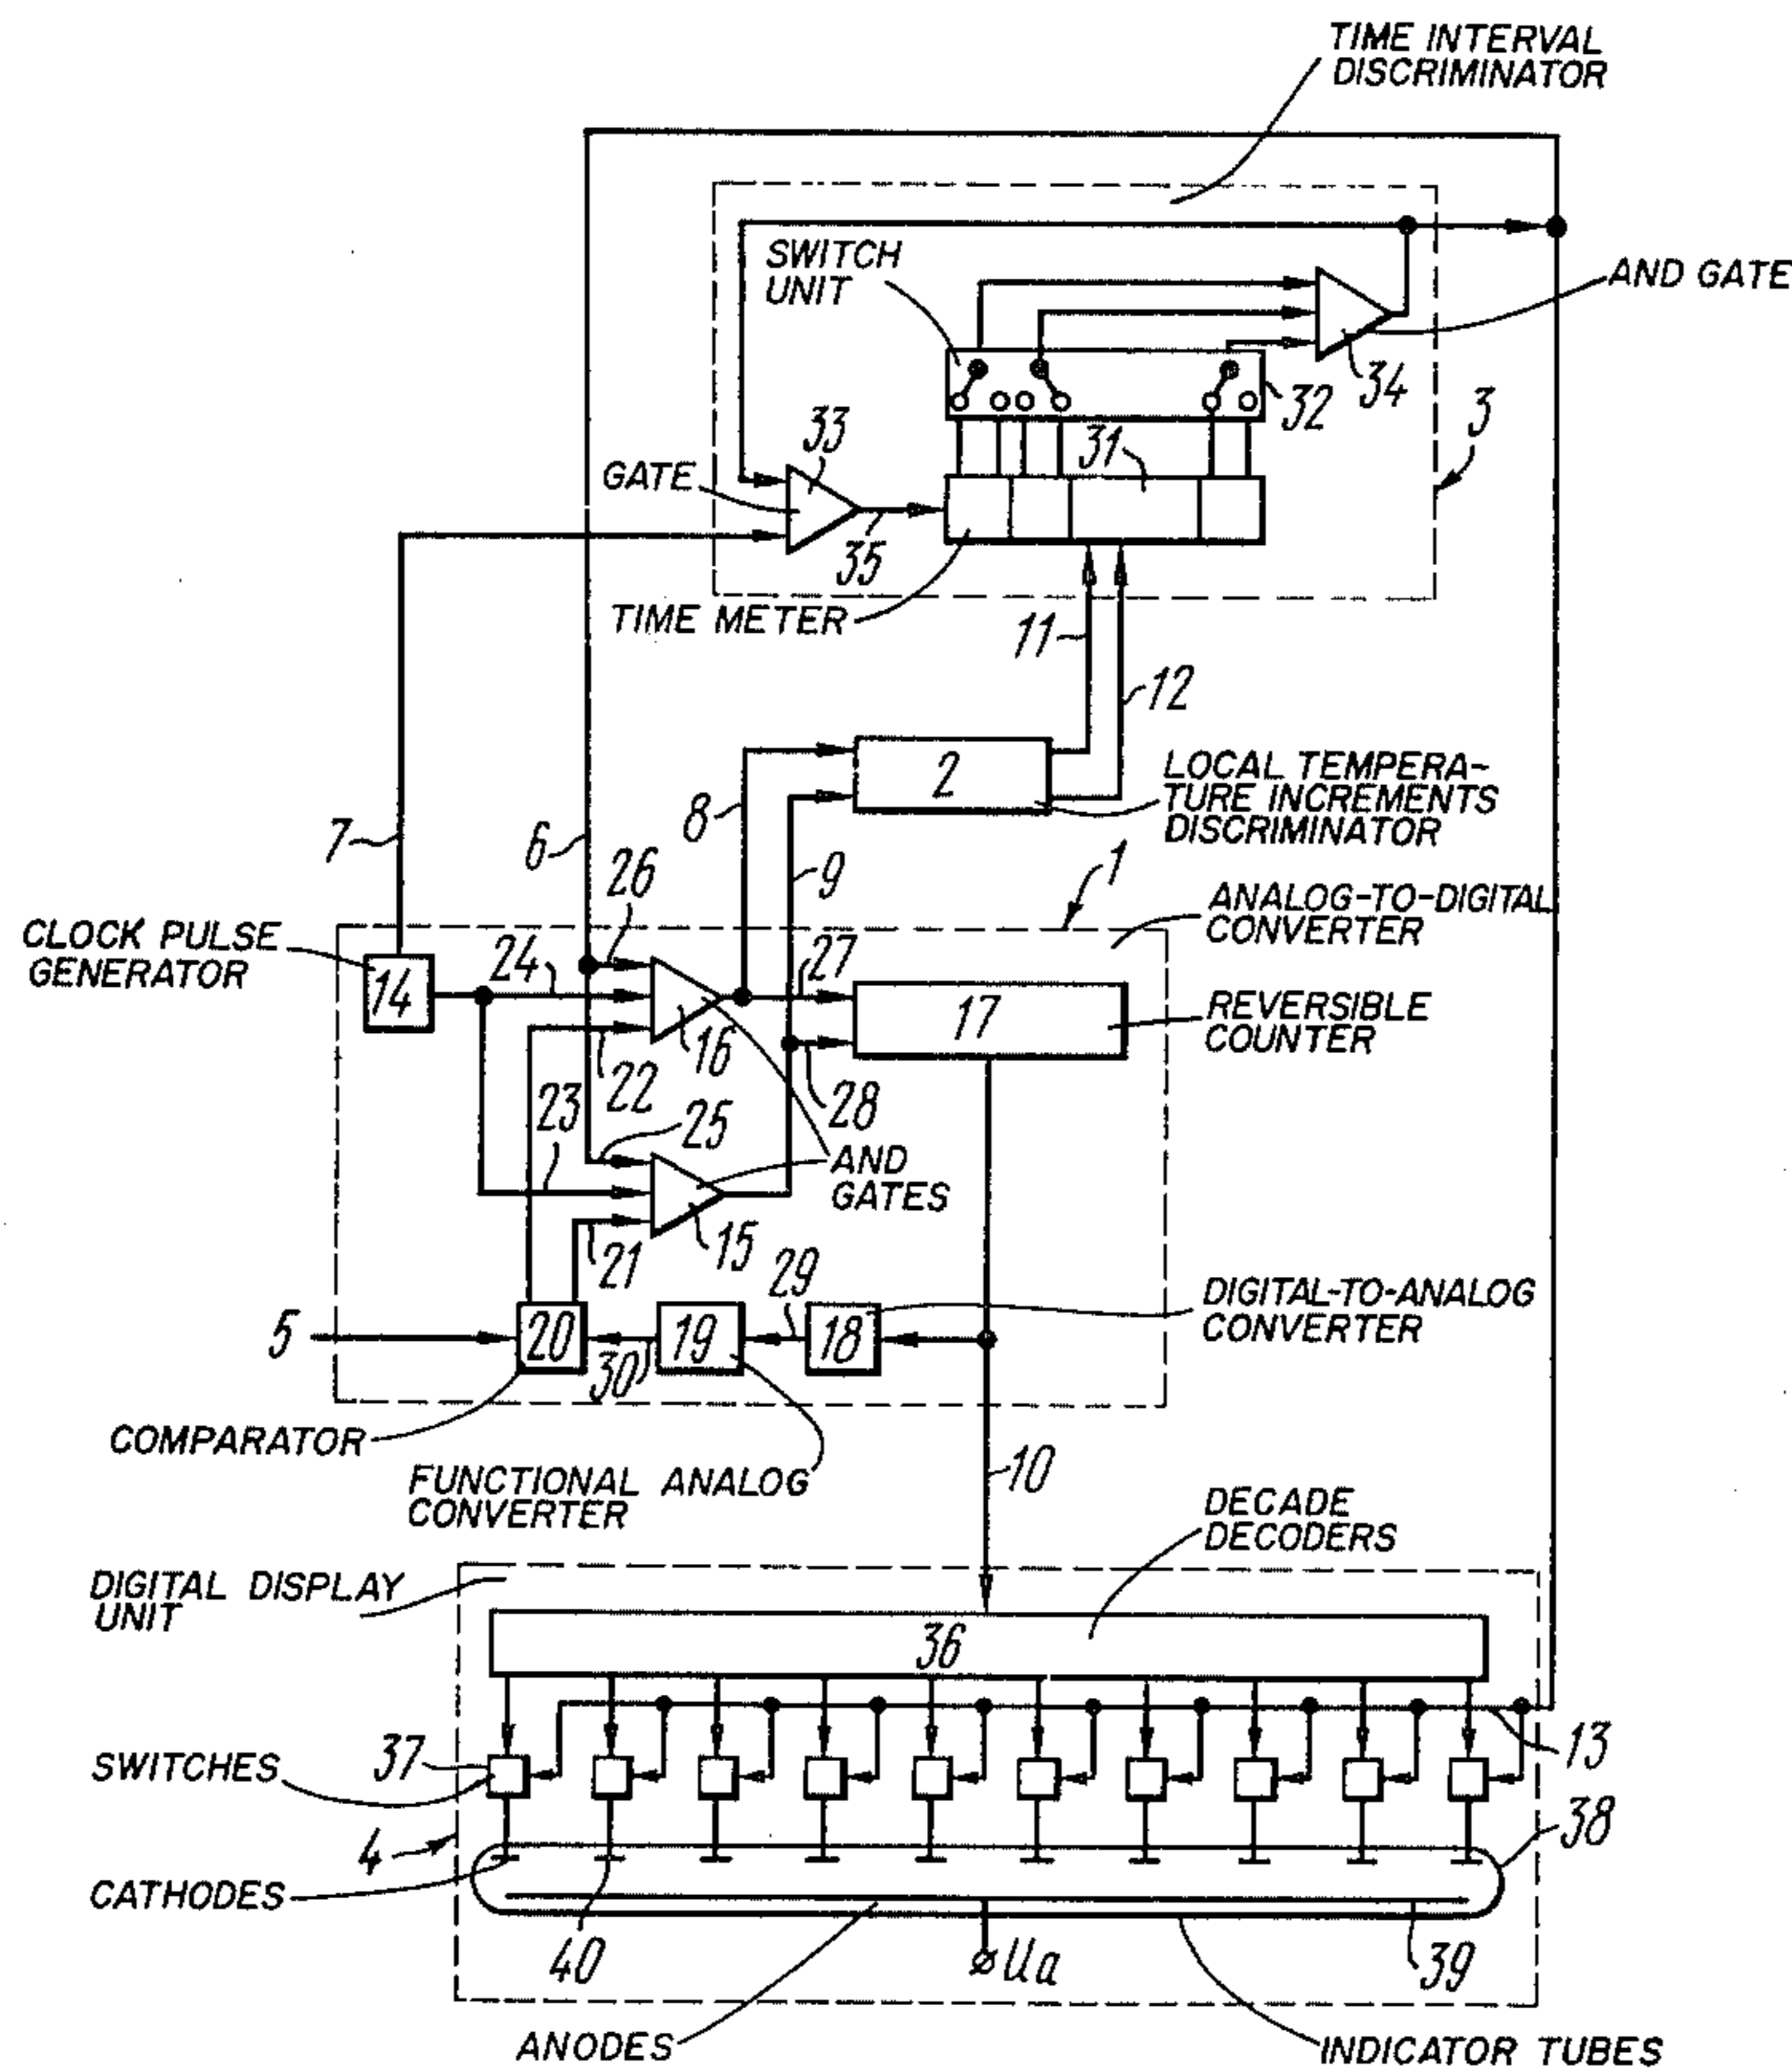 TIME INTERVAL
DISCRIMINATOR
SWITCH
UNIT
AND GATE
34
32
3
33
31
GATE
35
TIME METER
11
12
2
LOCAL TEMPERA-
TURE INCREMENTS
DISCRIMINATOR
8
7
6
26
9
1
ANALOG-TO-DIGITAL
CONVERTER
CLOCK PULSE
GENERATOR
14
24
27
16
17
REVERSIBLE
COUNTER
22
28
23
25
AND
GATES
15
21
29
DIGITAL-TO-ANALOG
CONVERTER
5
20
30
19
18
COMPARATOR
FUNCTIONAL ANALOG
CONVERTER
10
DECADE
DECODERS
DIGITAL DISPLAY
UNIT
36
37
13
SWITCHES
38
4
CATHODES
40
Ua
39
ANODES
INDICATOR TUBES